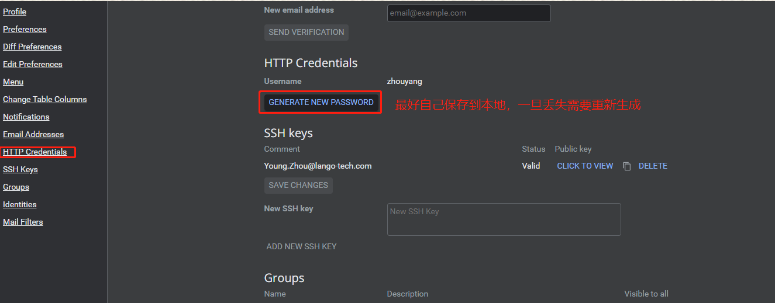 Profile
Preferences
Diff Preferences
Edit Preferences
Menu
Change Table Columns
Notifications
Email Addresses
HTTP Credentials
SSH Keys
Groups
Identities
Mail Filters
New email address
email@example.com
SEND VERIFICATION
HTTP Credentials
Username zhouyang
GENERATE NEW PASSWORD 最好自己保存到本地，一旦丢失需要重新生成
SSH keys
Comment Status Public key
Young.Zhou@lango-tech.com Valid CLICK TO VIEW DELETE
SAVE CHANGES
New SSH key New SSH Key
ADD NEW SSH KEY
Groups
Name Description Visible to all